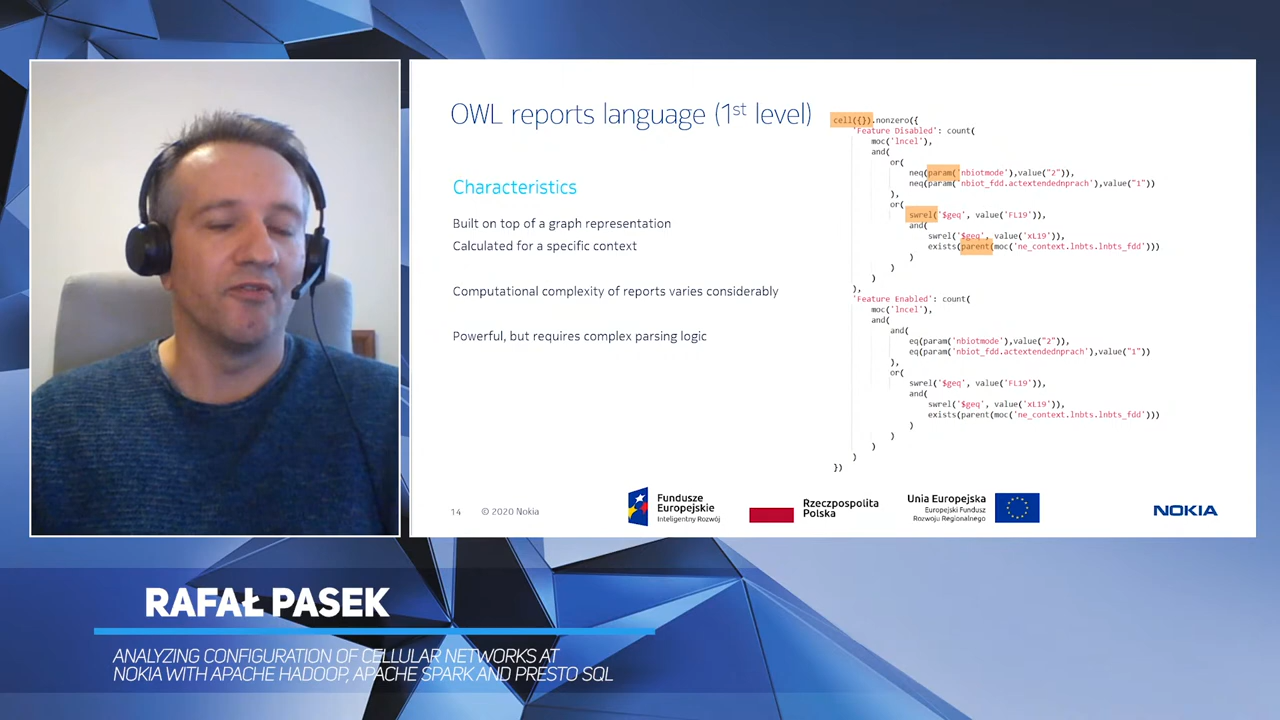 OWL reports language (1st level)
Characteristics
Built on top of a graph representation
Calculated for a specific context
Computational complexity of reports varies considerably
Powerful, but requires complex parsing logic
cell({}).nonzero({
'Feature Disabled': count(
moc('lncel'),
and(
or(
neq(param('nbiotmode'),value("2")),
neq(param('nbiot_fdd.actextendednprach'),value("1"))
),
or(
swrel('$geq', value('FL19')),
and(
swrel('$geq', value('xL19')),
exists(parent(moc('ne_context.lnbts.lnbts_fdd')))
)
)
)
),
'Feature Enabled': count(
moc('lncel'),
and(
and(
eq(param('nbiotmode'),value("2")),
eq(param('nbiot_fdd.actextendednprach'),value("1"))
),
or(
swrel('$geq', value('FL19')),
and(
swrel('$geq', value('xL19')),
exists(parent(moc('ne_context.lnbts.lnbts_fdd')))
)
)
)
)
})
14 © 2020 Nokia
Fundusze
Europejskie
Inteligentny Rozwój
Rzeczpospolita
Polska
Unia Europejska
Europejski Fundusz
Rozwoju Regionalnego
NOKIA
RAFAŁ PASEK
ANALYZING CONFIGURATION OF CELLULAR NETWORKS AT
NOKIA WITH APACHE HADOOP, APACHE SPARK AND PRESTO SQL